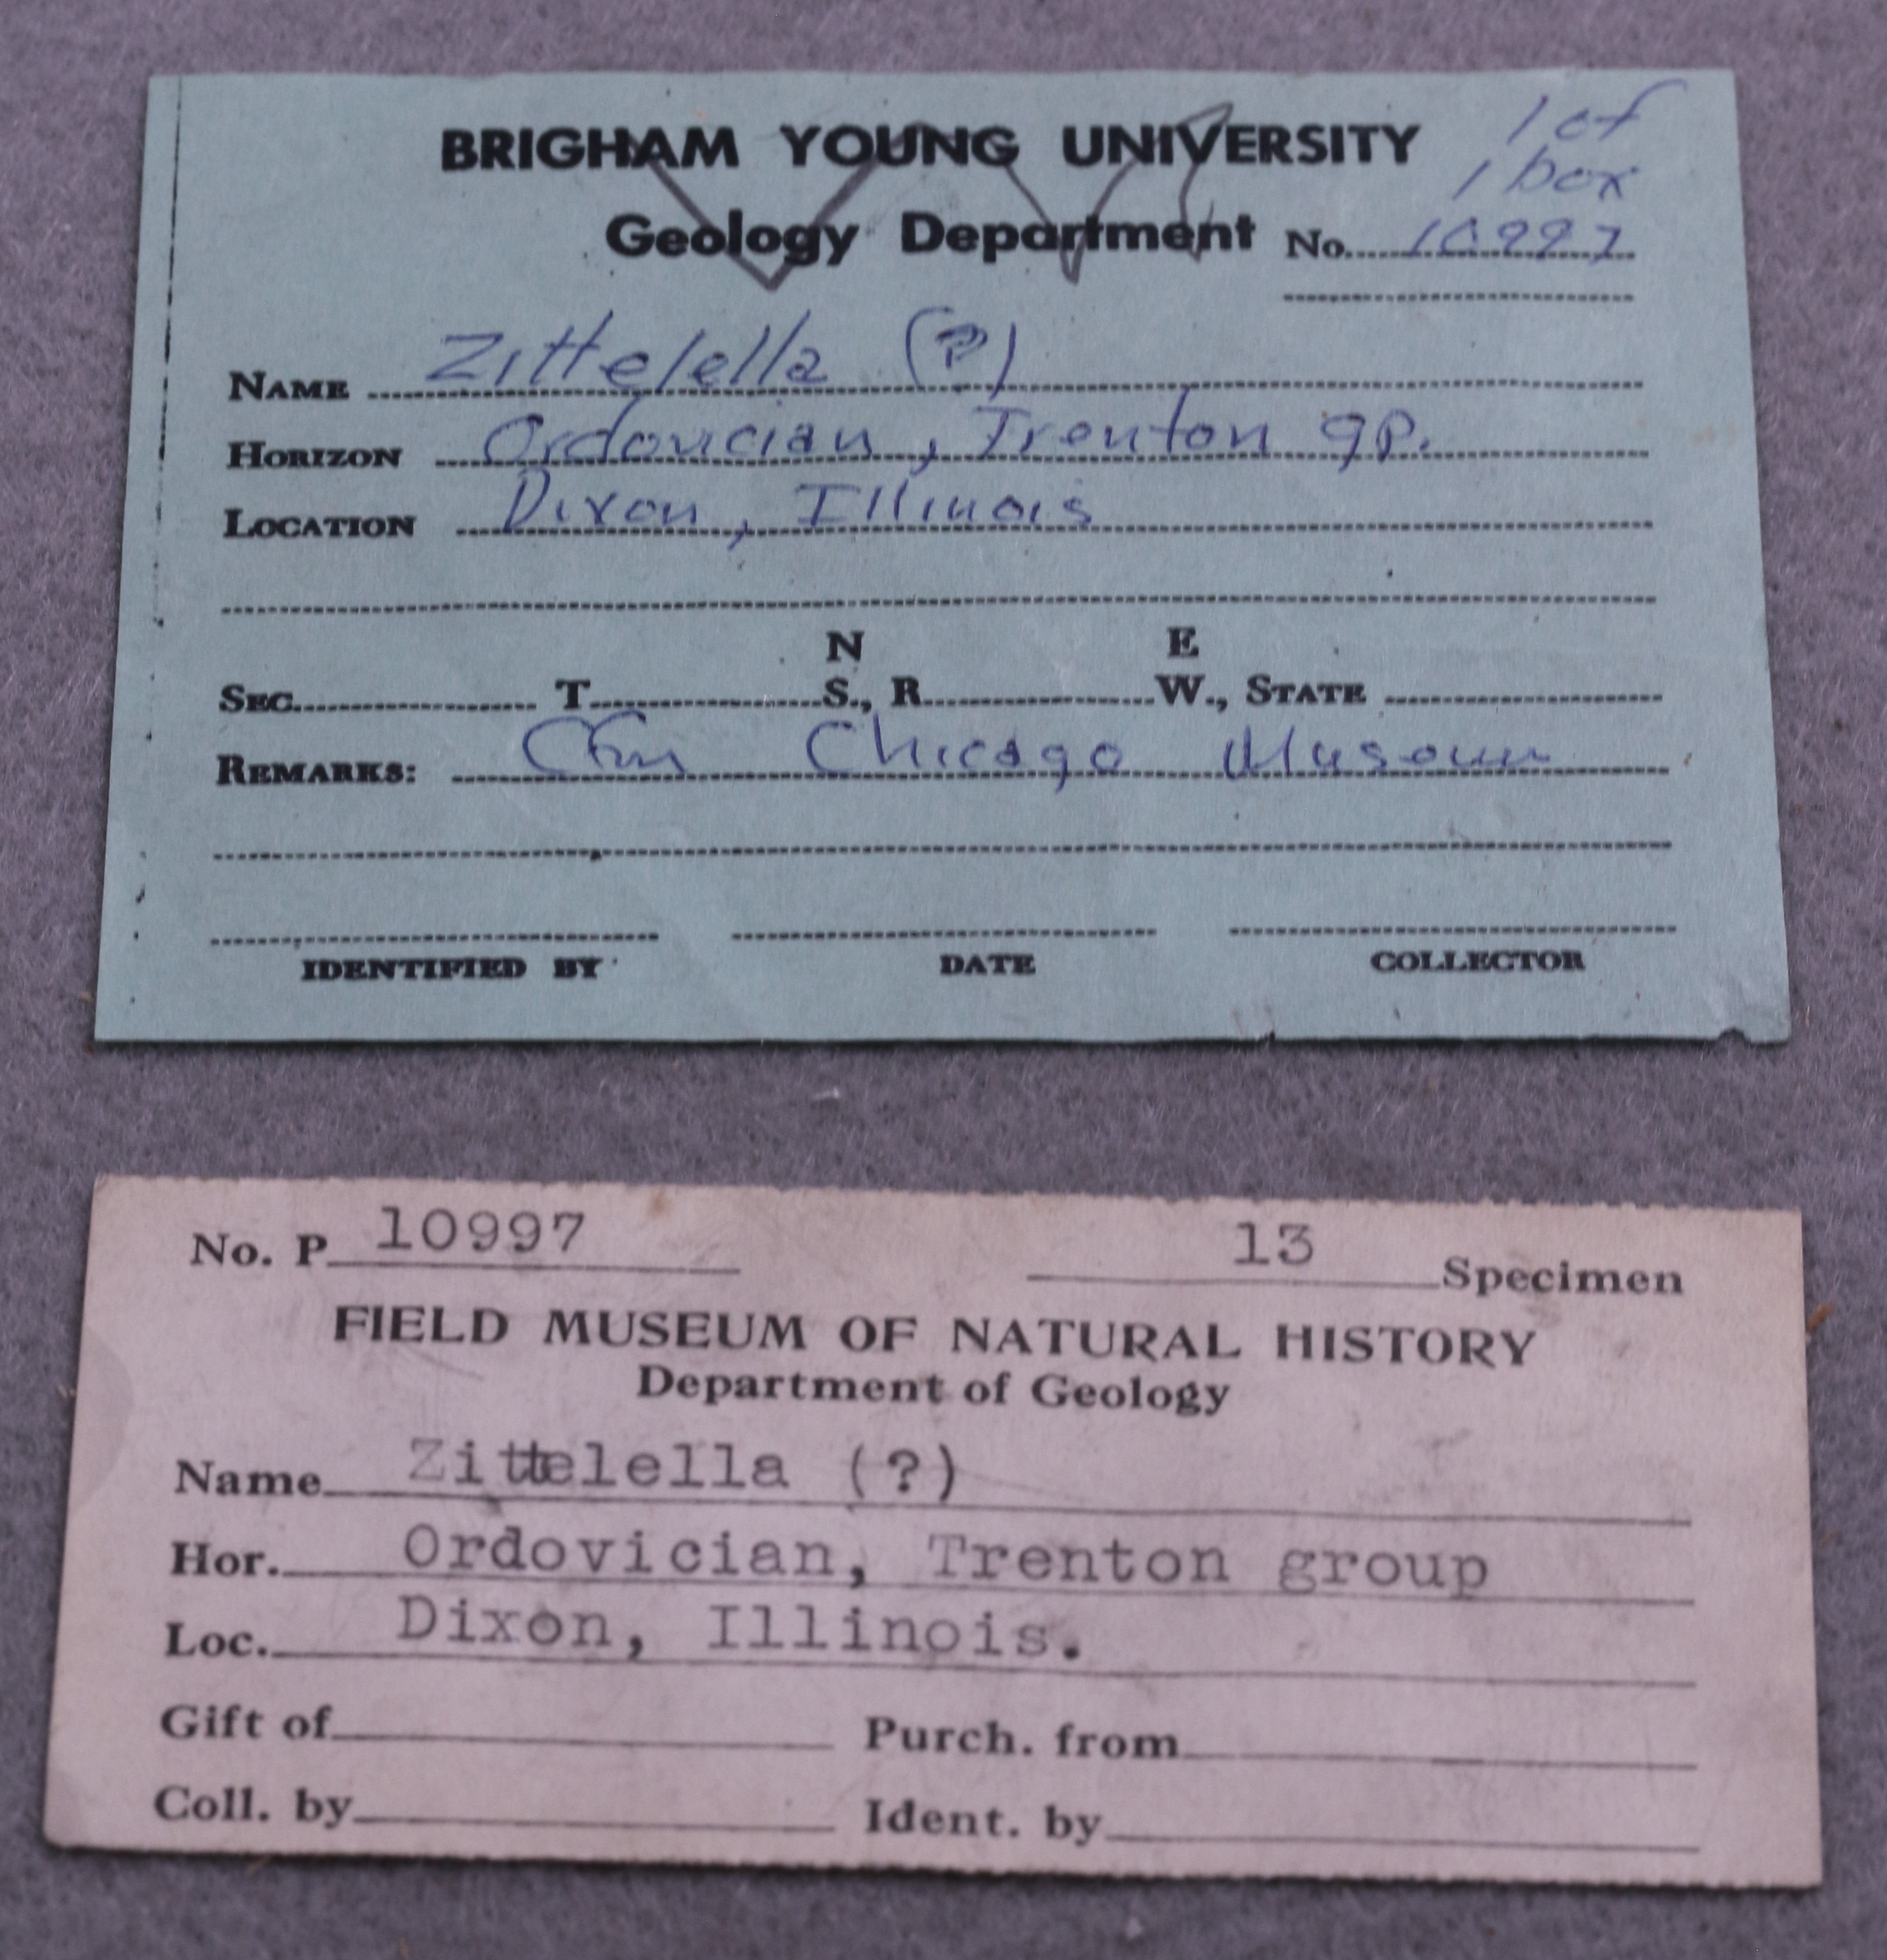 1 of
1 box
BRIGHAM YOUNG UNIVERSITY
Geology Department No. 10997
NAME Zittelella (?)
HORIZON Ordovician, Trenton gp.
LOCATION Dixon, Illinois
N E
SEC. T. S., R. W., STATE
REMARKS: Chicago Museum
IDENTIFIED BY DATE COLLECTOR
No. P 10997 13 Specimen
FIELD MUSEUM OF NATURAL HISTORY
Department of Geology
Name Zittelella (?)
Hor. Ordovician, Trenton group
Loc. Dixon, Illinois.
Gift of Purch. from
Coll. by Ident. by